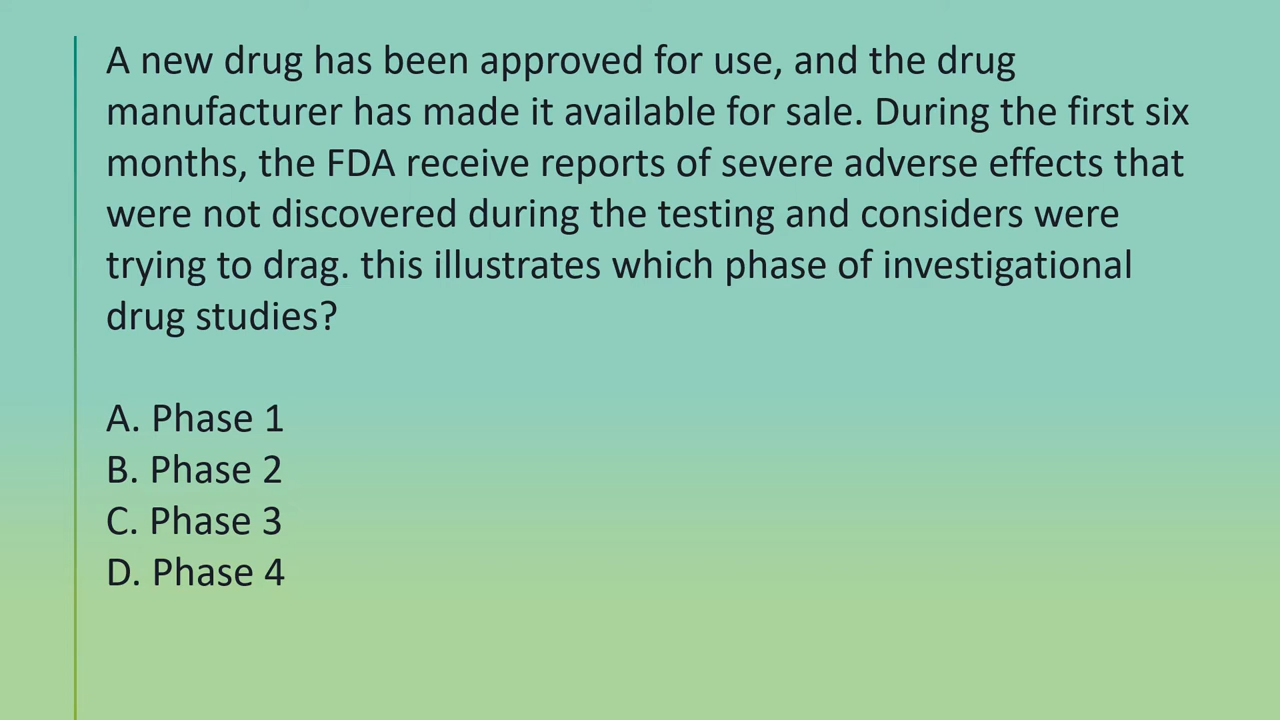 A new drug has been approved for use, and the drug
manufacturer has made it available for sale. During the first six
months, the FDA receive reports of severe adverse effects that
were not discovered during the testing and considers were
trying to drag. this illustrates which phase of investigational
drug studies?
A. Phase 1
B. Phase 2
C. Phase 3
D. Phase 4